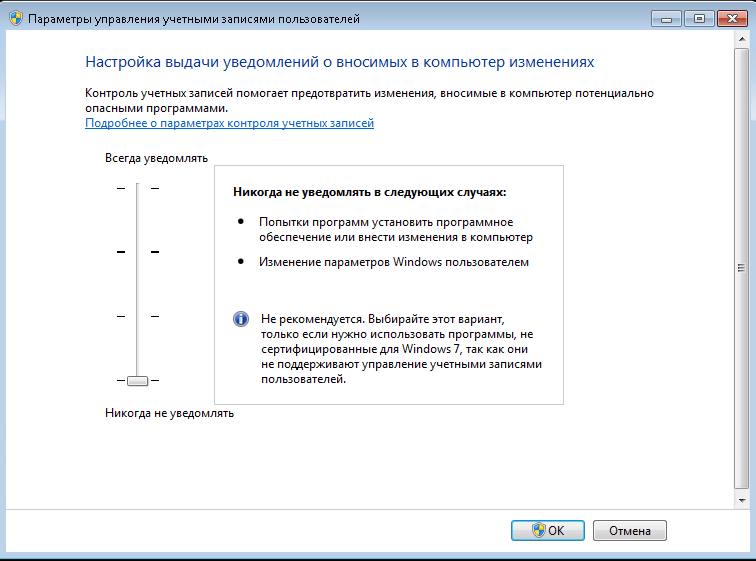 Параметры управления учетными записями пользователей
Настройка выдачи уведомлений о вносимых в компьютер изменениях
Контроль учетных записей помогает предотвратить изменения, вносимые в компьютер потенциально
опасными программами.
Подробнее о параметрах контроля учетных записей
Всегда уведомлять
Никогда не уведомлять в следующих случаях:
Попытки программ установить программное
обеспечение или внести изменения в компьютер
Изменение параметров Windows пользователем
Не рекомендуется. Выбирайте этот вариант,
только если нужно использовать программы, не
сертифицированные для Windows 7, так как они
не поддерживают управление учетными записями
пользователей.
Никогда не уведомлять
ОК
Отмена